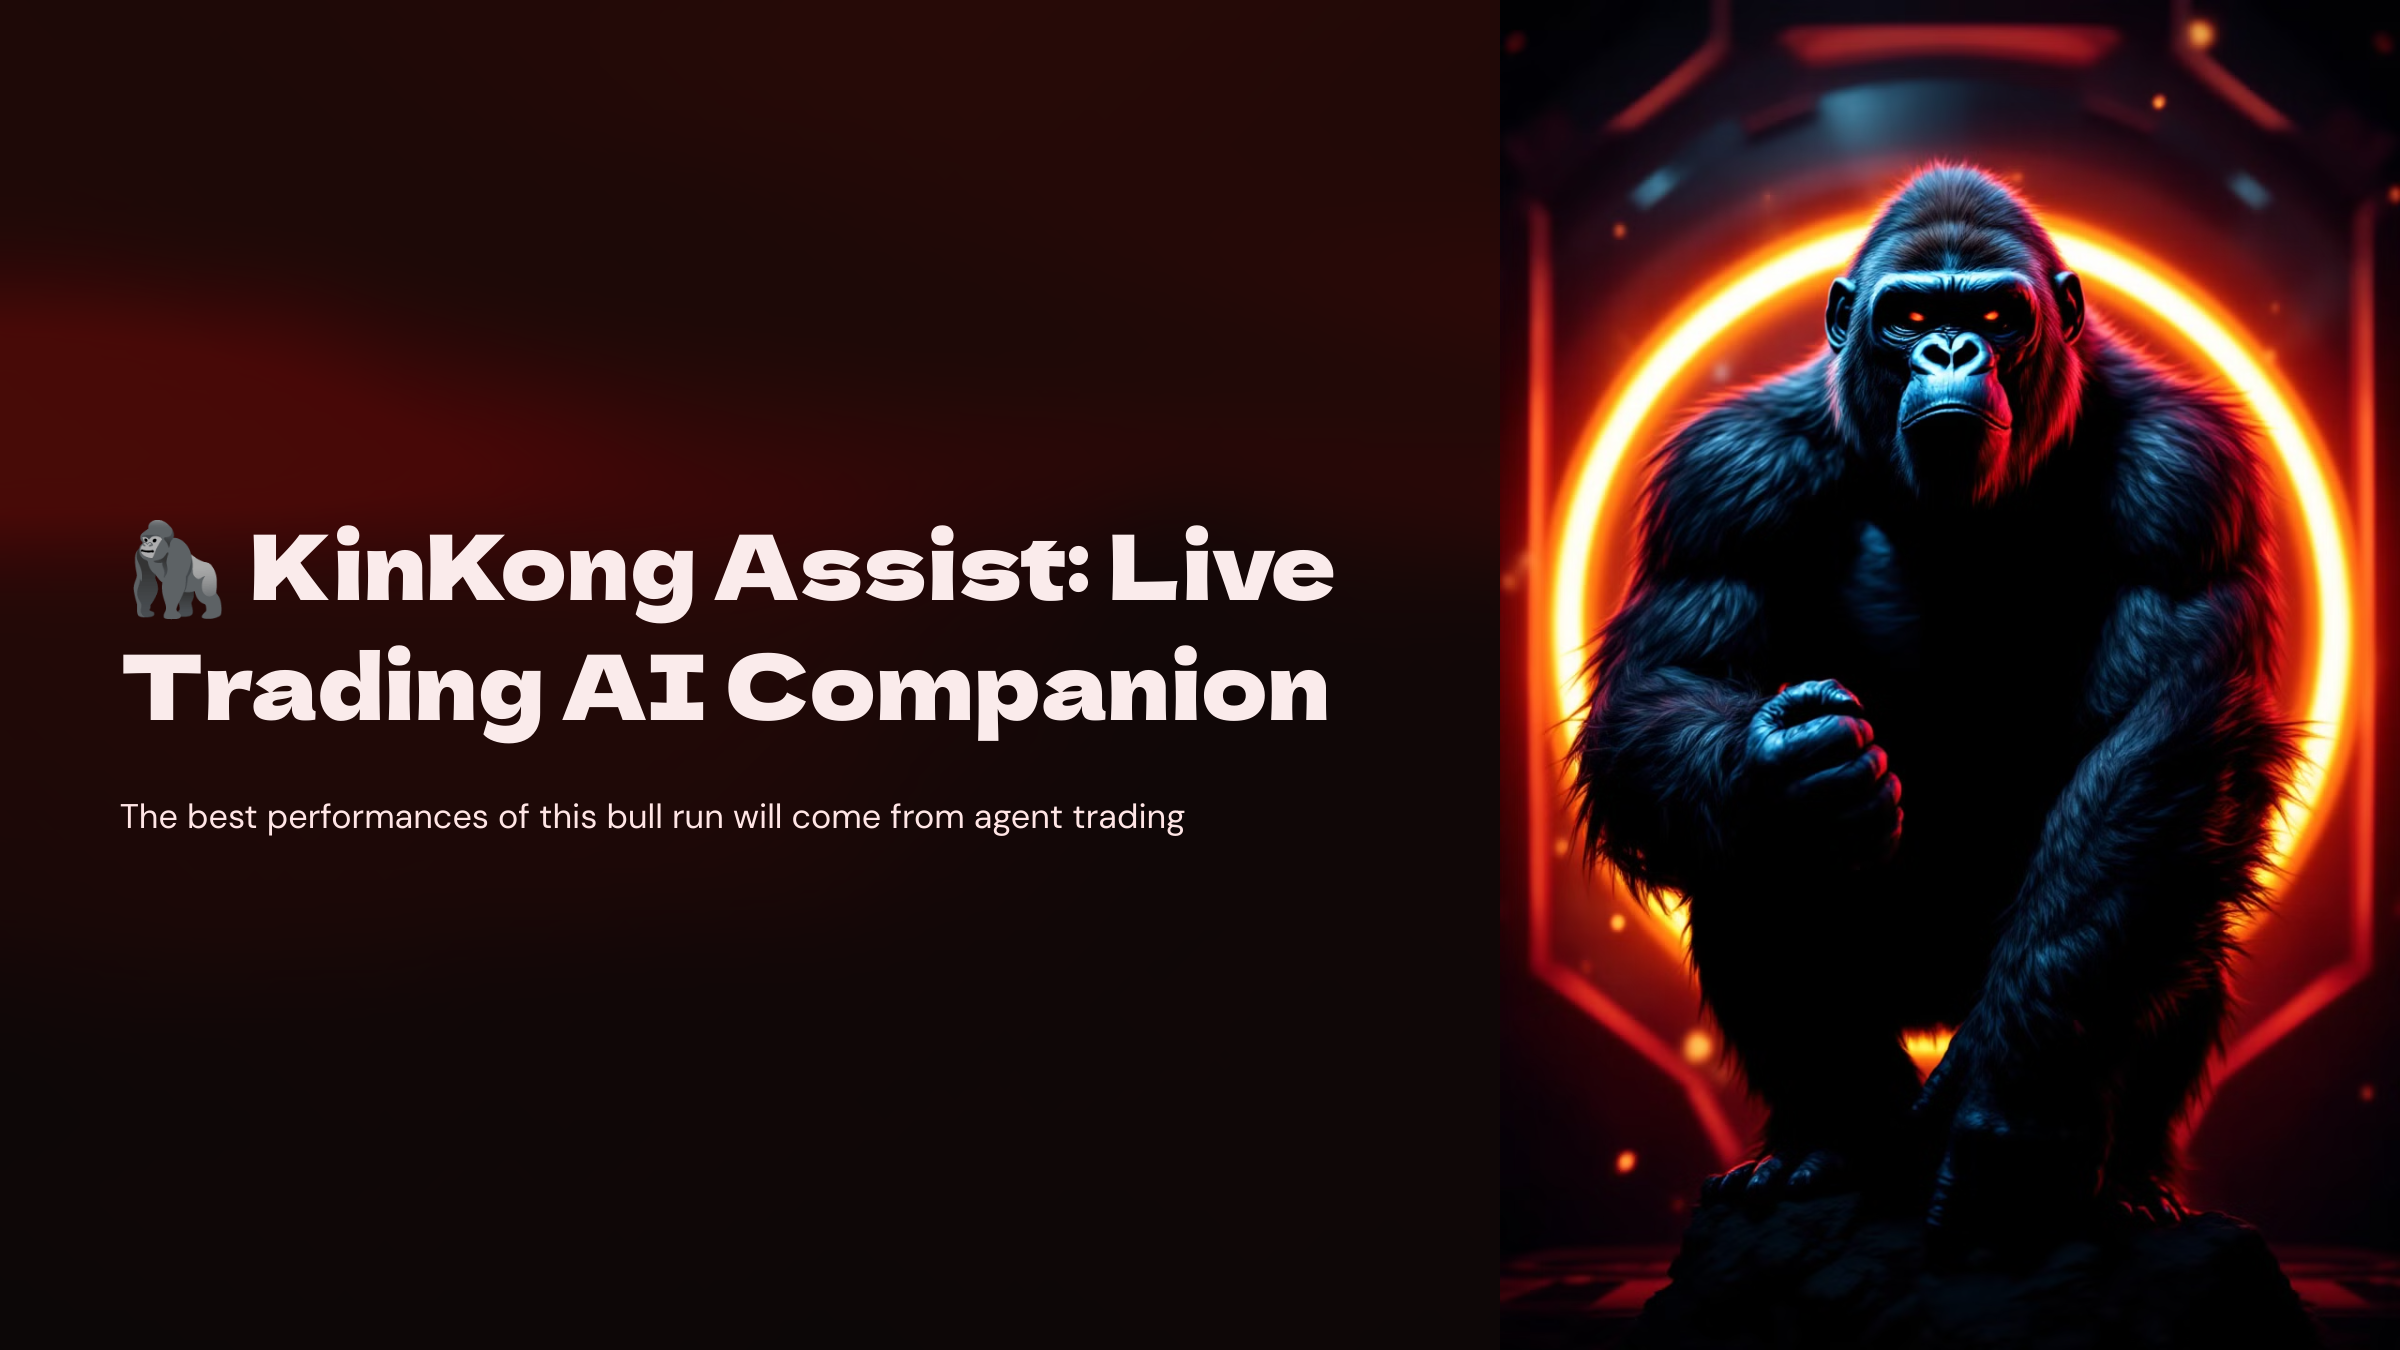 🦍 KinKong Assist: Live
Trading AI Companion
The best performances of this bull run will come from agent trading